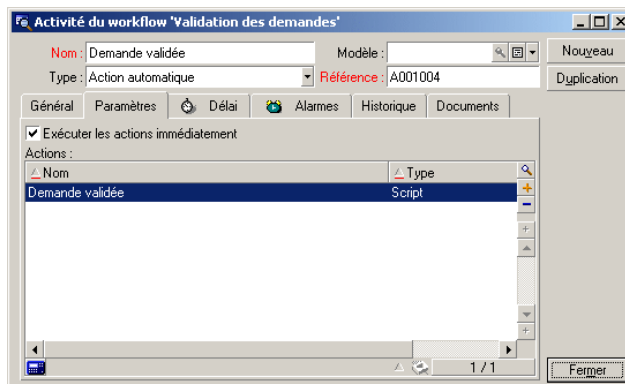 Activité du workflow 'Validation des demandes'
Nom : Demande validée Modèle : Nouveau
Type : Action automatique Référence : A001004 Duplication
Général Paramètres Délai Alarmes Historique Documents
Exécuter les actions immédiatement
Actions :
Nom Type
Demande validée Script
1 / 1 Fermer